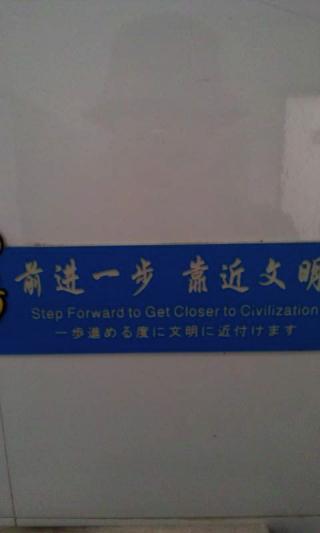 前进一步 靠近文明
Step Forward to Get Closer to Civilization
一歩進める度に文明に近付けます